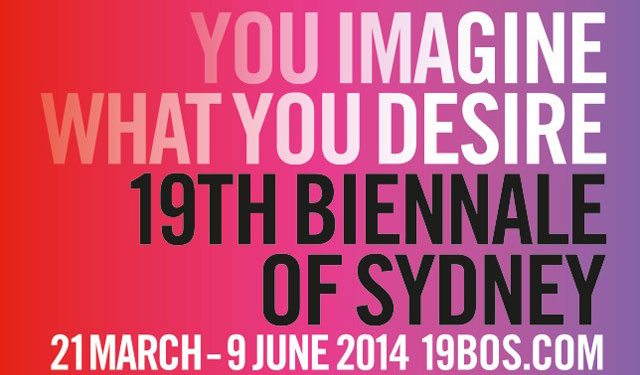 YOU IMAGINE
WHAT YOU DESIRE
19TH BIENNALE
OF SYDNEY
21 MARCH – 9 JUNE 2014 19BOS.COM